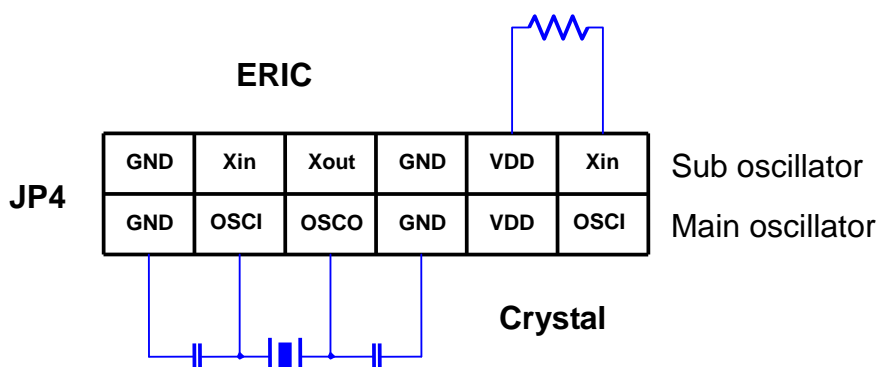 ERIC
JP4
GND Xin Xout GND VDD Xin Sub oscillator
GND OSCI OSCO GND VDD OSCI Main oscillator
Crystal